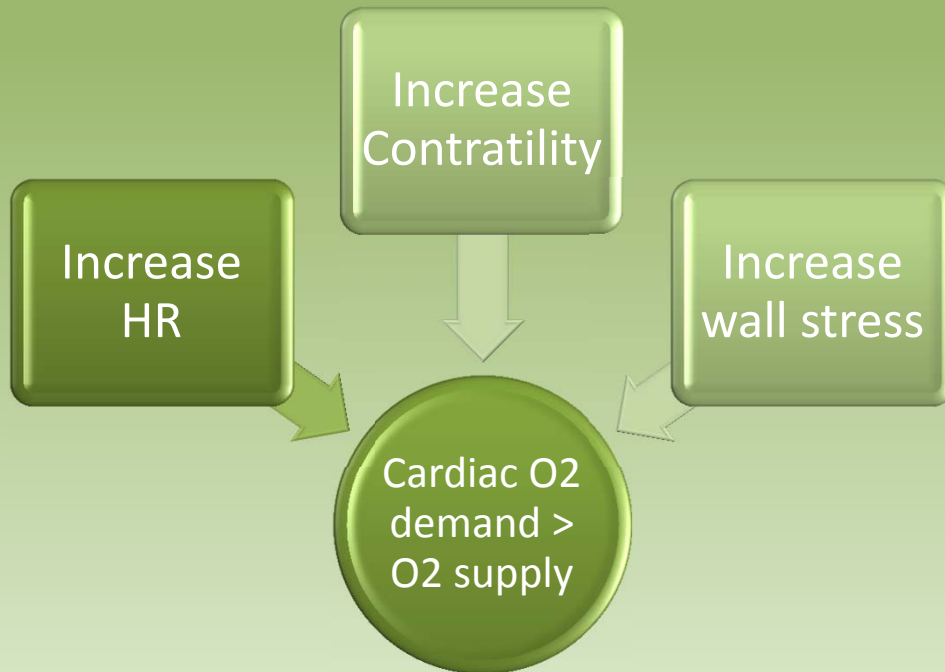 Increase
Contratility
Increase
HR
Increase
wall stress
Cardiac O2
demand >
O2 supply